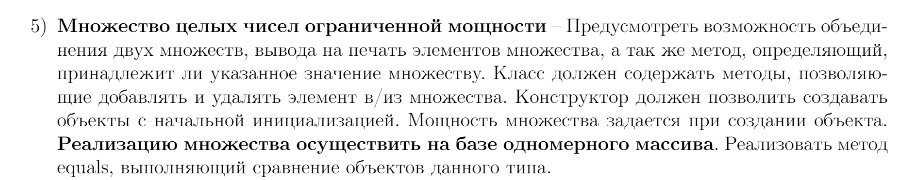 5) Множество целых чисел ограниченной мощности – Предусмотреть возможность объеди-
нения двух множеств, вывода на печать элементов множества, а так же метод, определяющий,
принадлежит ли указанное значение множеству. Класс должен содержать методы, позволяю-
щие добавлять и удалять элемент в/из множества. Конструктор должен позволить создавать
объекты с начальной инициализацией. Мощность множества задается при создании объекта.
Реализацию множества осуществить на базе одномерного массива. Реализовать метод
equals, выполняющий сравнение объектов данного типа.